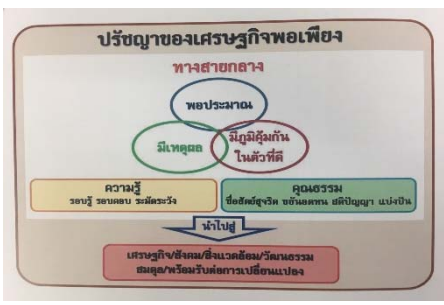 ปรัชญาของเศรษฐกิจพอเพียง
ทางสายกลาง
พอประมาณ
มีเหตุผล
มีภูมิคุ้มกัน
ในตัวที่ดี
ความรู้
รอบรู้ รอบคอบ ระมัดระวัง
คุณธรรม
ซื่อสัตย์สุจริต ขยันอดทน สติปัญญา แบ่งปัน
นำไปสู่
เศรษฐกิจ/สังคม/สิ่งแวดล้อม/วัฒนธรรม
สมดุล/พร้อมรับต่อการเปลี่ยนแปลง